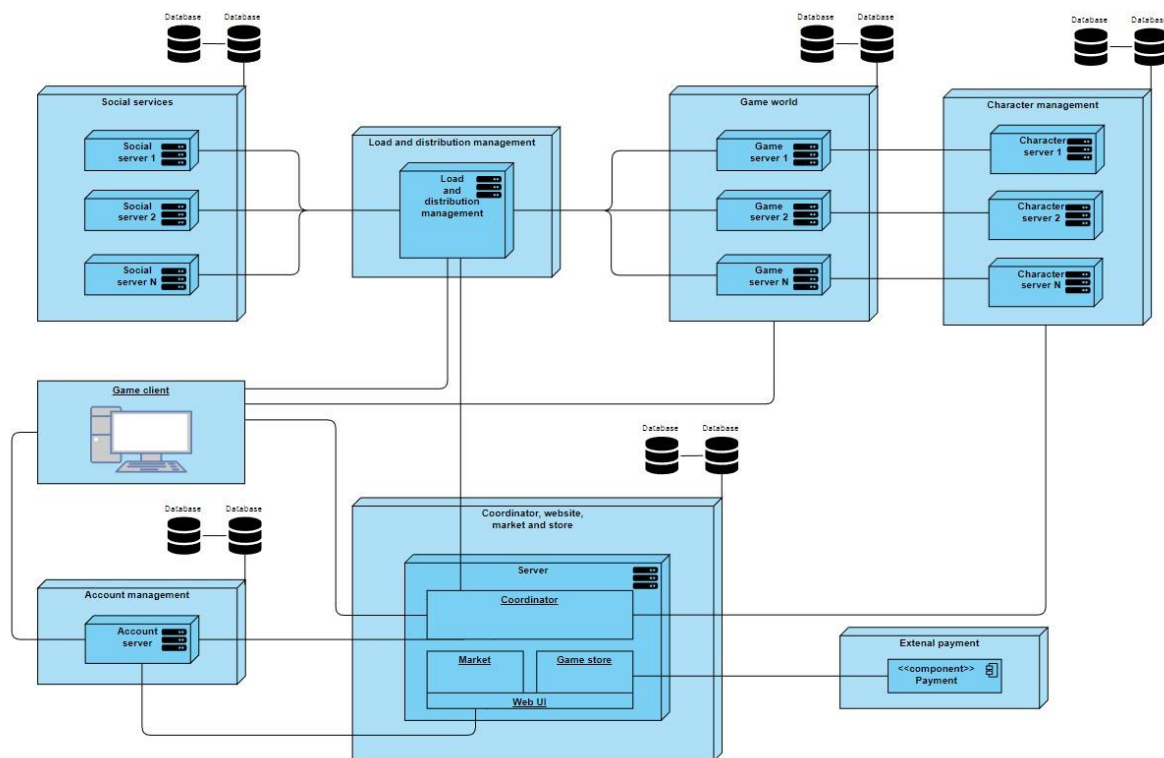 Database
Database
Database
Database
Database
Database
Social services
Social
server 1
Social
server 2
Social
server N
Load and distribution management
Load
and
distribution
management
Game world
Game
server 1
Game
server 2
Game
server N
Character management
Character
server 1
Character
server 2
Character
server N
Game client
Database
Database
Database
Database
Account management
Account
server
Coordinator, website,
market and store
Server
Coordinator
Market
Game store
Web UI
Extenal payment
<<component>>
Payment